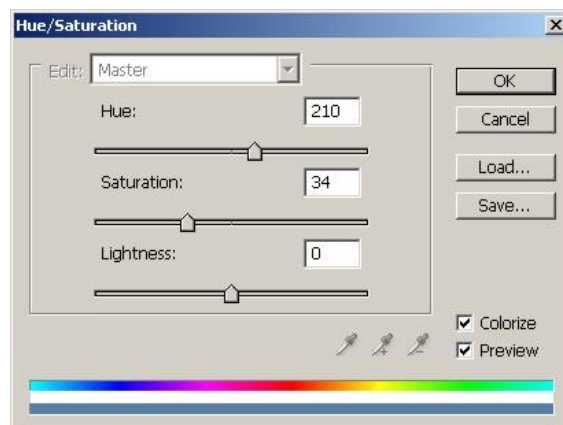 Hue/Saturation
Edit: Master
Hue: 210
Saturation: 34
Lightness: 0
OK
Cancel
Load...
Save...
Colorize
Preview